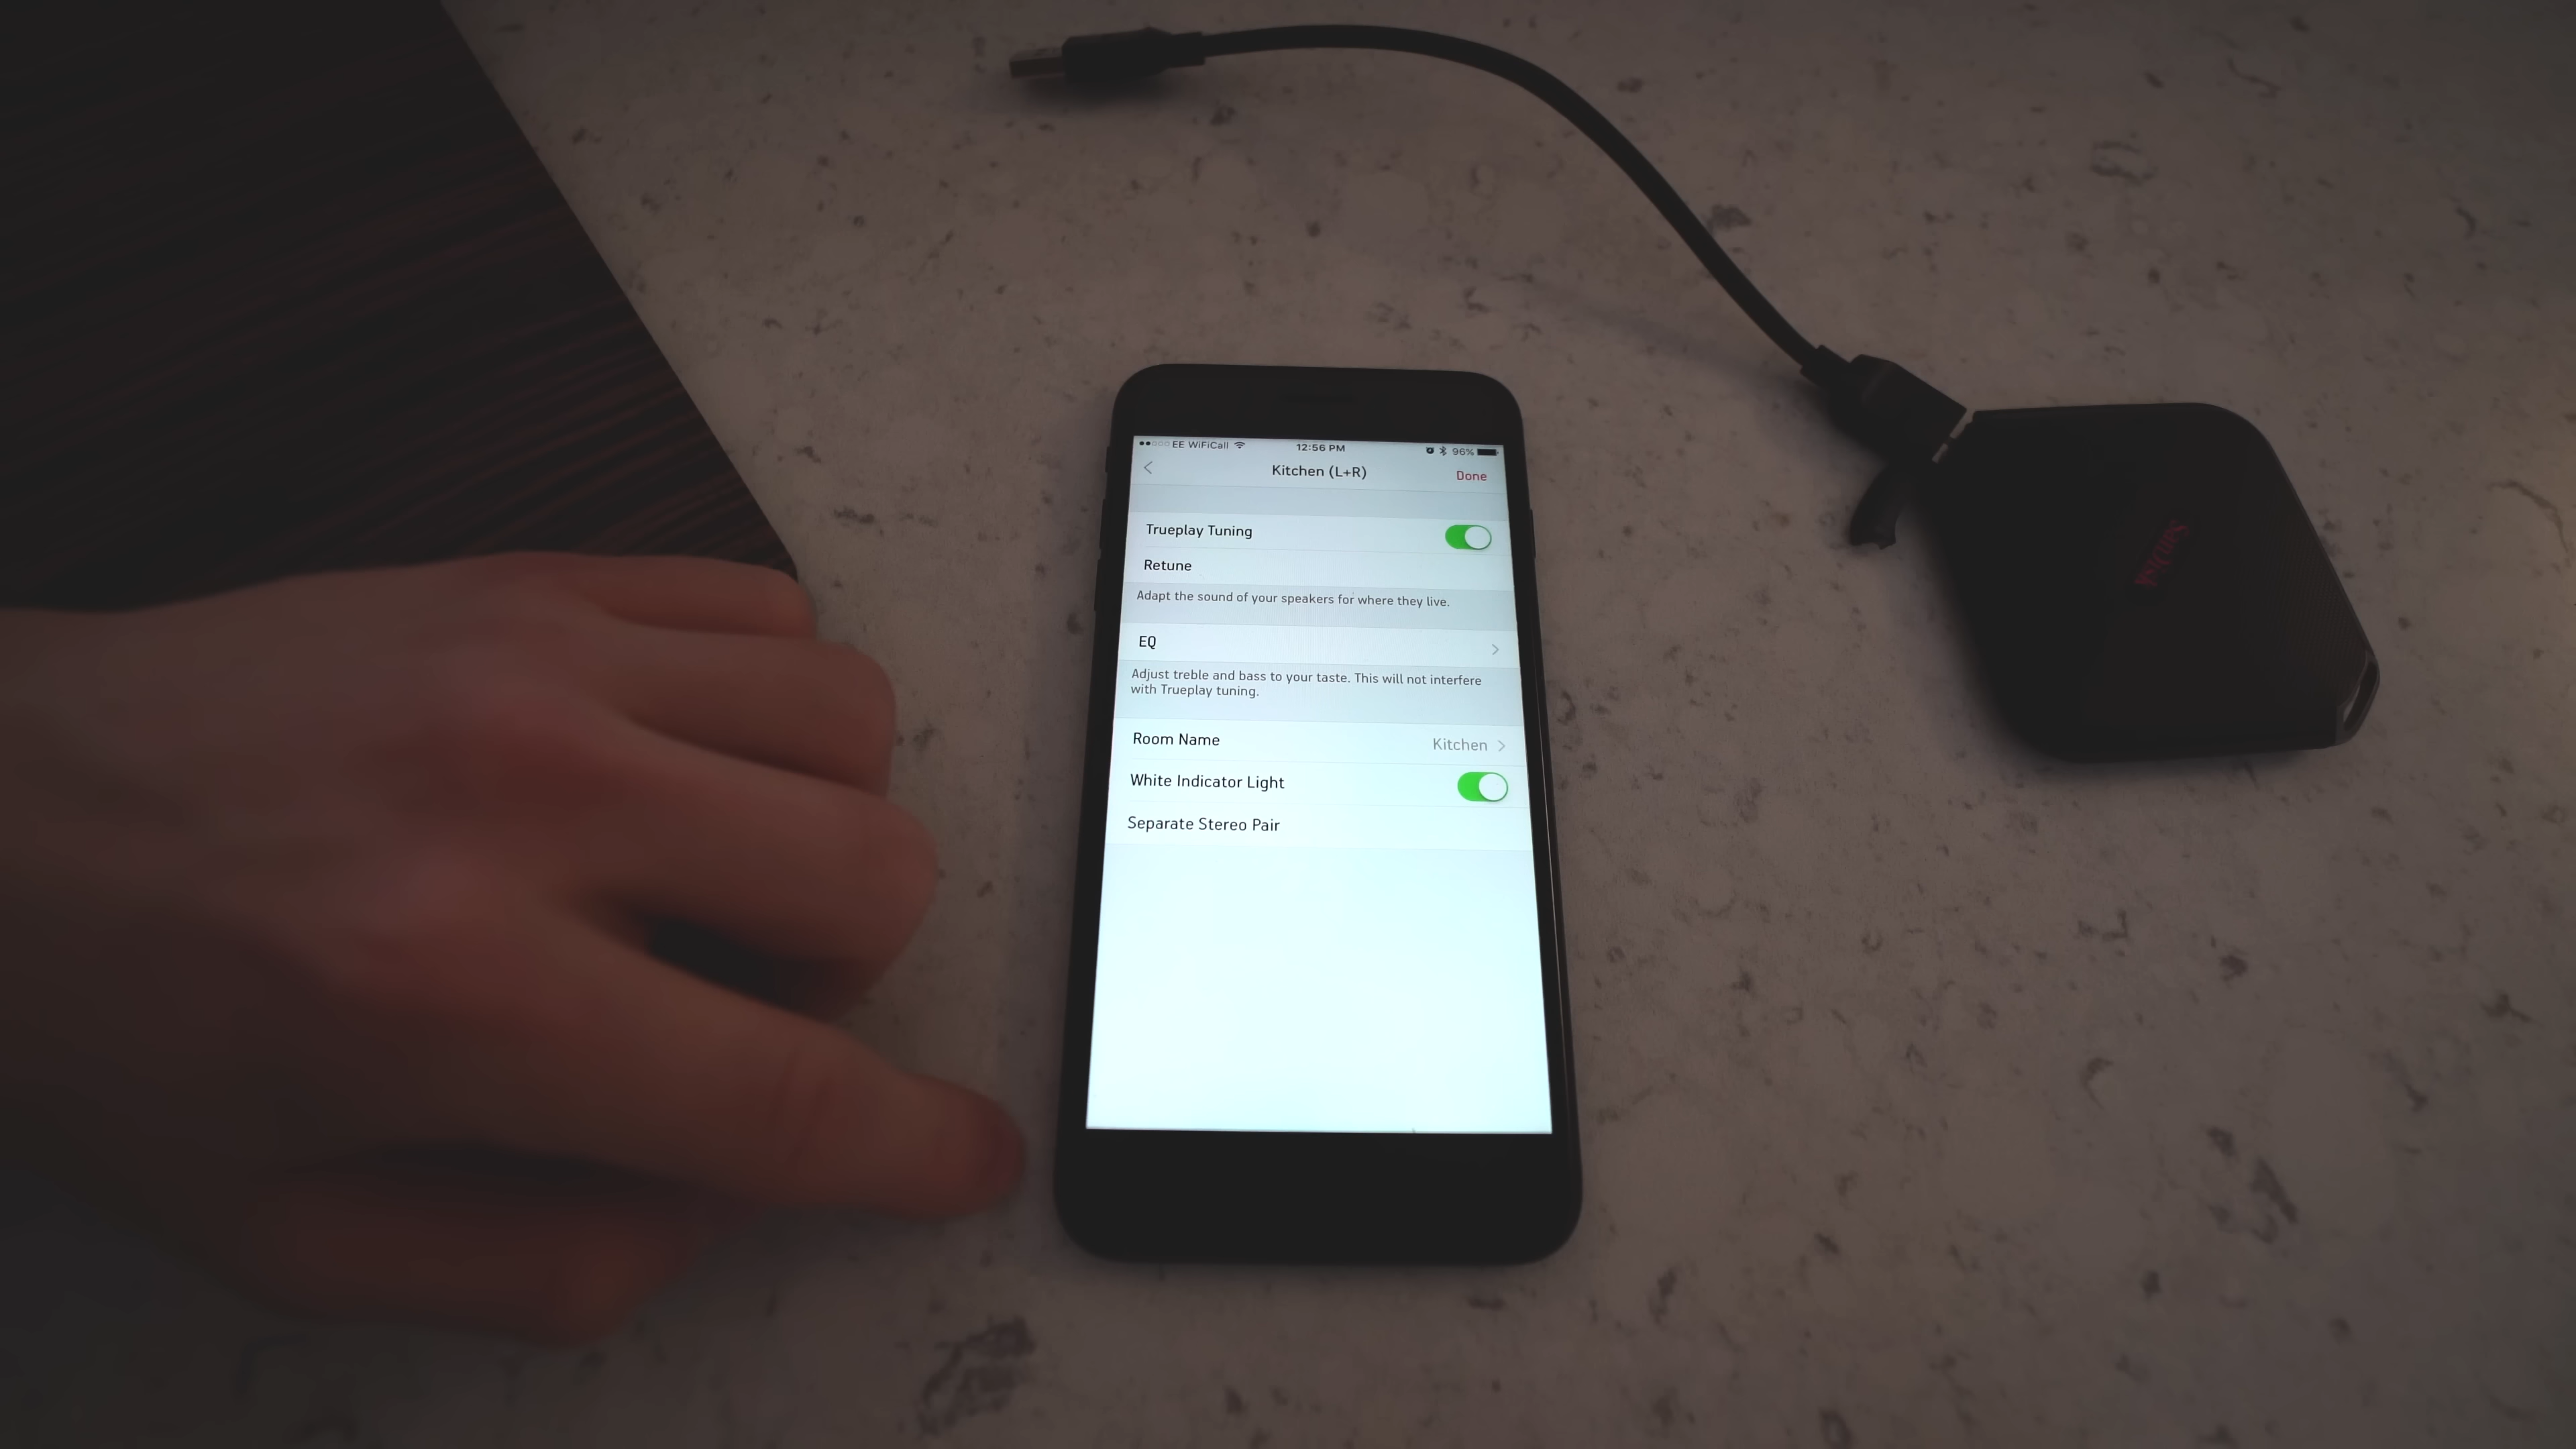 EE WiFiCall 12:56 PM 96%
Kitchen (L+R) Done
Trueplay Tuning
Retune
Adapt the sound of your speakers for where they live.
EQ
Adjust treble and bass to your taste. This will not interfere
with Trueplay tuning.
Room Name Kitchen
White Indicator Light
Separate Stereo Pair
SanDisk